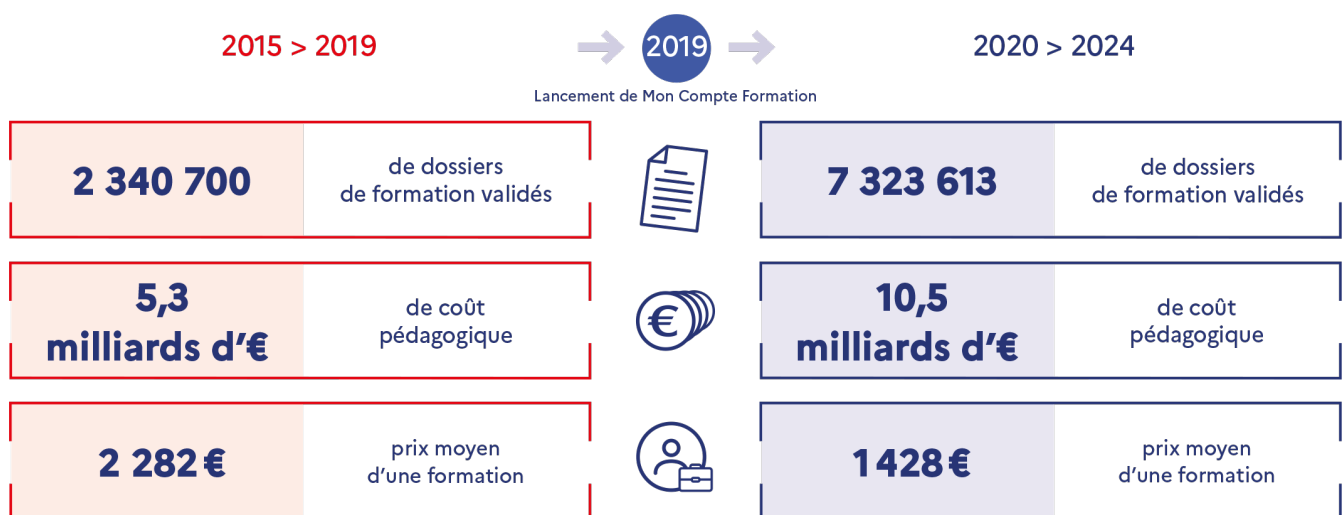 2015 > 2019
2019
2020 > 2024
Lancement de Mon Compte Formation
2 340 700
de dossiers
de formation validés
7 323 613
de dossiers
de formation validés
5,3
milliards d'€
de coût
pédagogique
€
10,5
milliards d'€
de coût
pédagogique
2 282 €
prix moyen
d'une formation
1 428 €
prix moyen
d'une formation